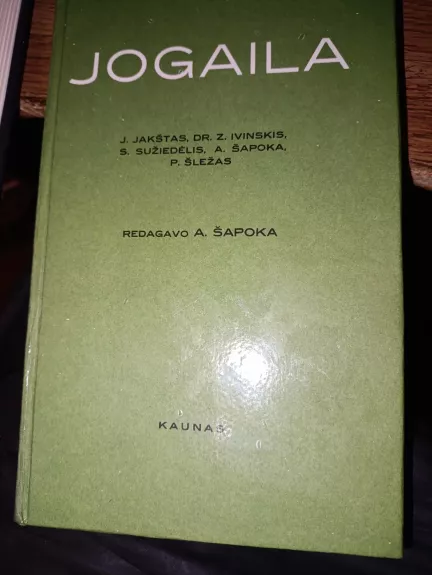 JOGAILA
J. JAKŠTAS, DR. Z. IVINSKIS,
S. SUŽIEDĖLIS, A. ŠAPOKA,
P. ŠLEŽAS
REDAGAVO A. ŠAPOKA
KAUNAS